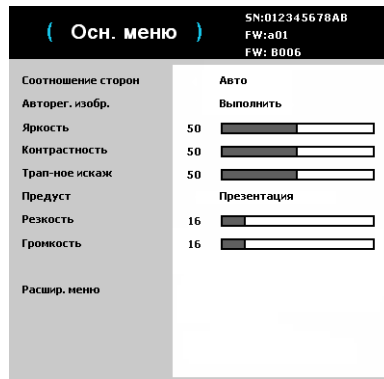 ( Осн. меню )
SN:012345678AB
FW:a01
FW: B006
Соотношение сторон Авто
Авторег. изобр. Выполнить
Яркость 50
Контрастность 50
Трап-ное искаж 50
Предуст Презентация
Резкость 16
Громкость 16
Расшир. меню